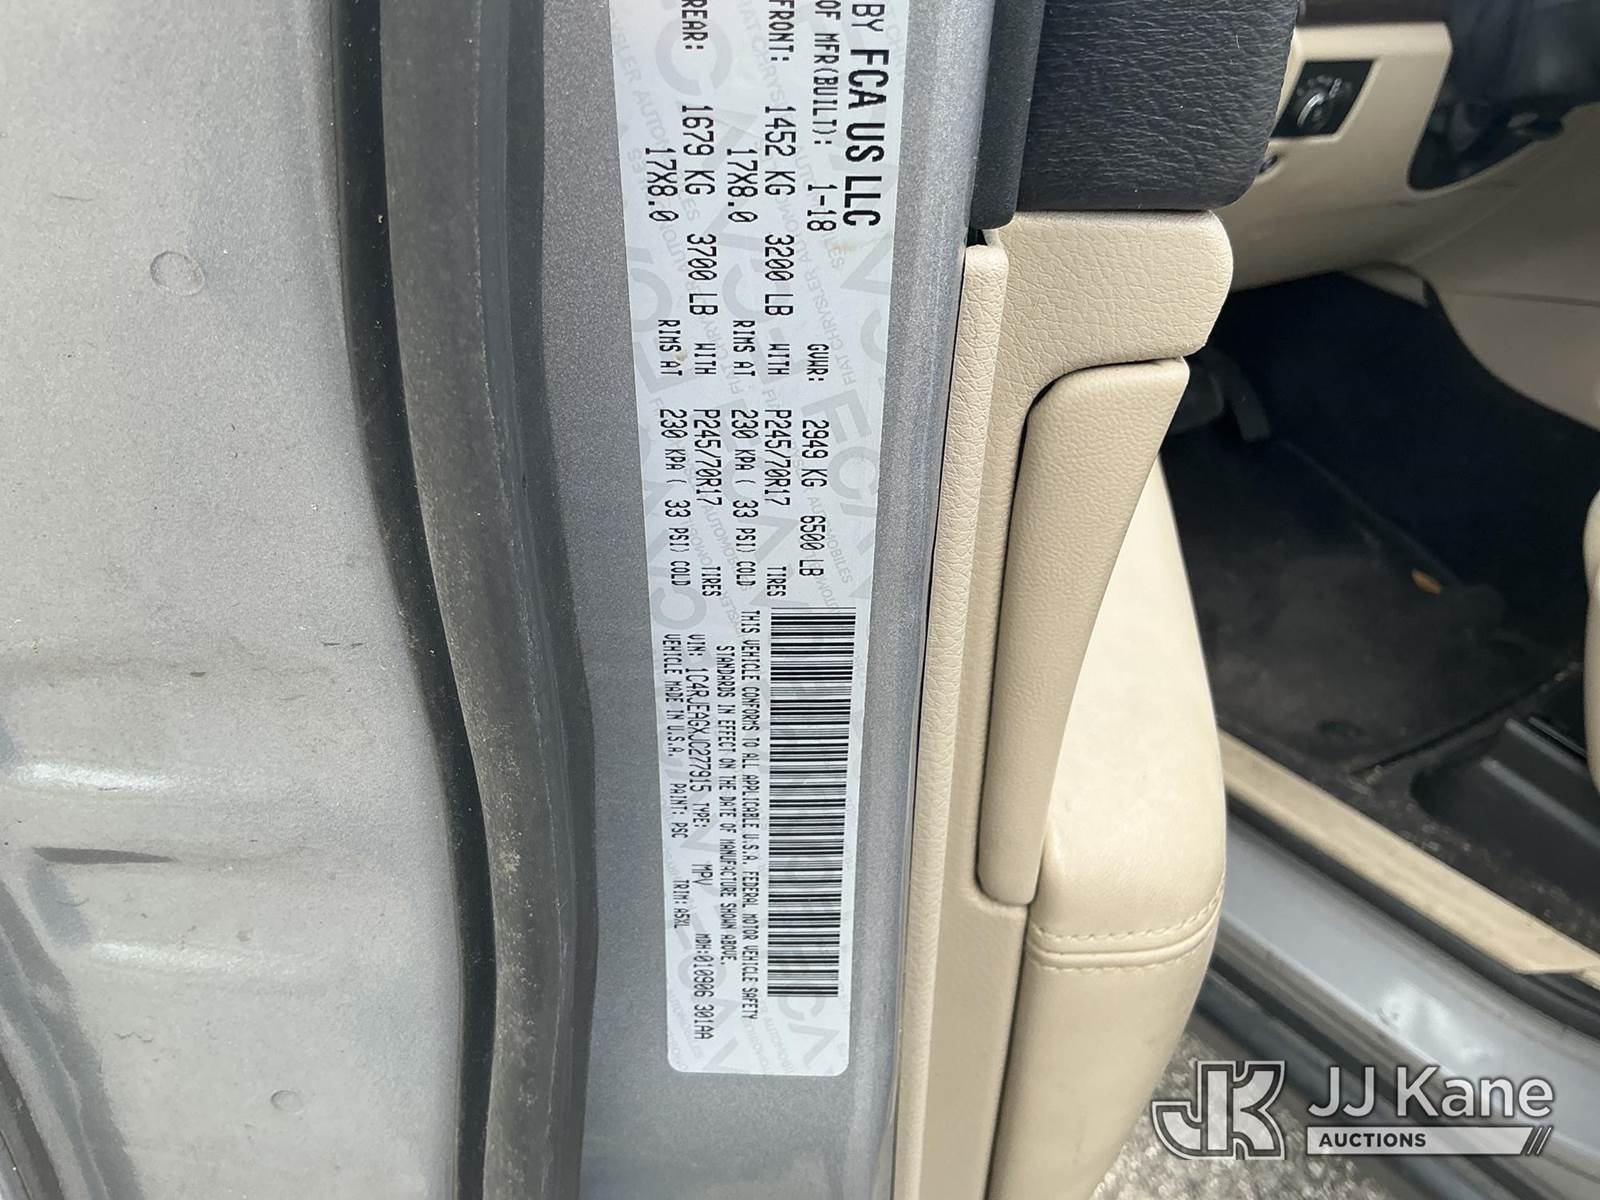 BY FCA US LLC
OF MFR(BUILT): 1-18 GVWR: 2949 KG 6500 LB
FRONT: 1452 KG 3200 LB WITH P245/70R17 TIRES
17X8.0 RIMS AT 230 KPA ( 33 PSI) COLD
REAR: 1679 KG 3700 LB WITH P245/70R17 TIRES
17X8.0 RIMS AT 230 KPA ( 33 PSI) COLD
THIS VEHICLE CONFORMS TO ALL APPLICABLE U.S.A. FEDERAL MOTOR VEHICLE SAFETY
STANDARDS IN EFFECT ON THE DATE OF MANUFACTURE SHOWN ABOVE.
VIN: 1C4RJEAGXJC277915 TYPE: MPV MDH:010906 301AA
VEHICLE MADE IN U.S.A. PAINT: PSC TRIM: A5XL
JK JJ Kane
AUCTIONS